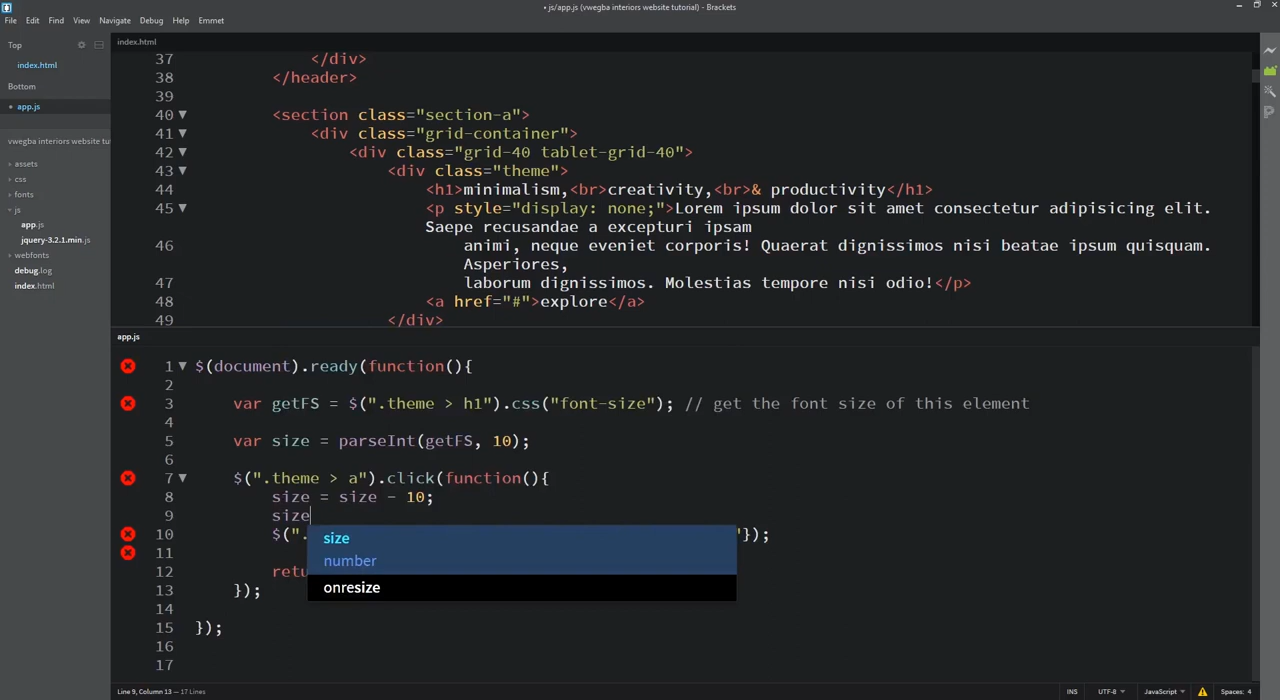 • js/app.js (vwegba interiors website tutorial) - Brackets
File Edit Find View Navigate Debug Help Emmet
Top
index.html
Bottom
• app.js
vwegba interiors website tut
assets
css
fonts
js
app.js
jquery-3.2.1.min.js
webfonts
debug.log
index.html
index.html
37 </div>
38 </header>
39
40 <section class="section-a">
41 <div class="grid-container">
42 <div class="grid-40 tablet-grid-40">
43 <div class="theme">
44 <h1>minimalism,<br>creativity,<br>& productivity</h1>
45 <p style="display: none;">Lorem ipsum dolor sit amet consectetur adipisicing elit.
Saepe recusandae a excepturi ipsam
46 animi, neque eveniet corporis! Quaerat dignissimos nisi beatae ipsum quisquam.
Asperiores,
47 laborum dignissimos. Molestias tempore nisi odio!</p>
48 <a href="#">explore</a>
49 </div>
app.js
1 $(document).ready(function(){
2
3 var getFS = $(".theme > h1").css("font-size"); // get the font size of this element
4
5 var size = parseInt(getFS, 10);
6
7 $(".theme > a").click(function(){
8 size = size - 10;
9 size
size
number
onresize
10 $(". "});
11
12 retu
13 });
14
15 });
16
17
Line 9, Column 13 — 17 Lines
INS UTF-8 JavaScript Spaces: 4